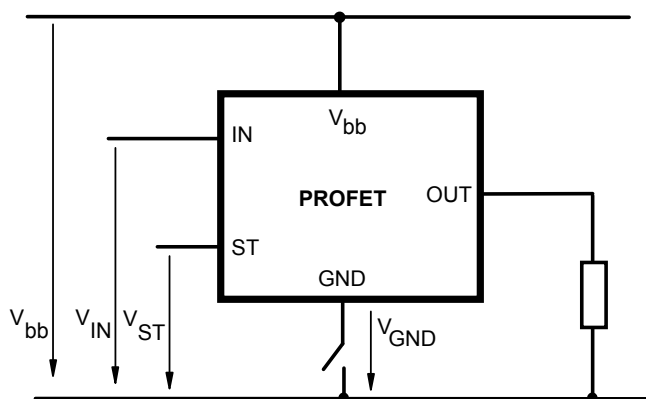 V_bb
IN
PROFET
OUT
ST
GND
V_bb
V_IN
V_ST
V_GND